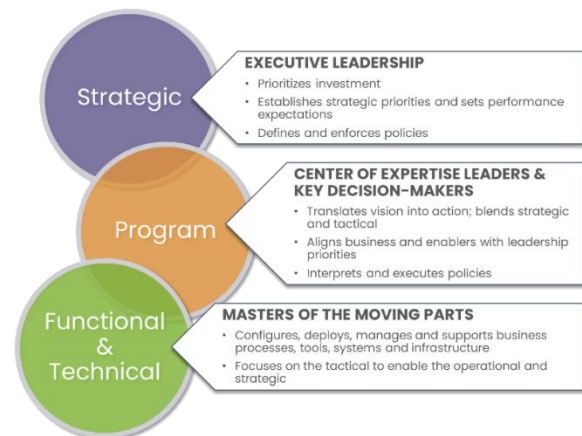 Strategic
EXECUTIVE LEADERSHIP
• Prioritizes investment
• Establishes strategic priorities and sets performance
expectations
• Defines and enforces policies
Program
CENTER OF EXPERTISE LEADERS &
KEY DECISION-MAKERS
• Translates vision into action; blends strategic
and tactical
• Aligns business and enablers with leadership
priorities
• Interprets and executes policies
Functional
&
Technical
MASTERS OF THE MOVING PARTS
• Configures, deploys, manages and supports business
processes, tools, systems and infrastructure
• Focuses on the tactical to enable the operational and
strategic